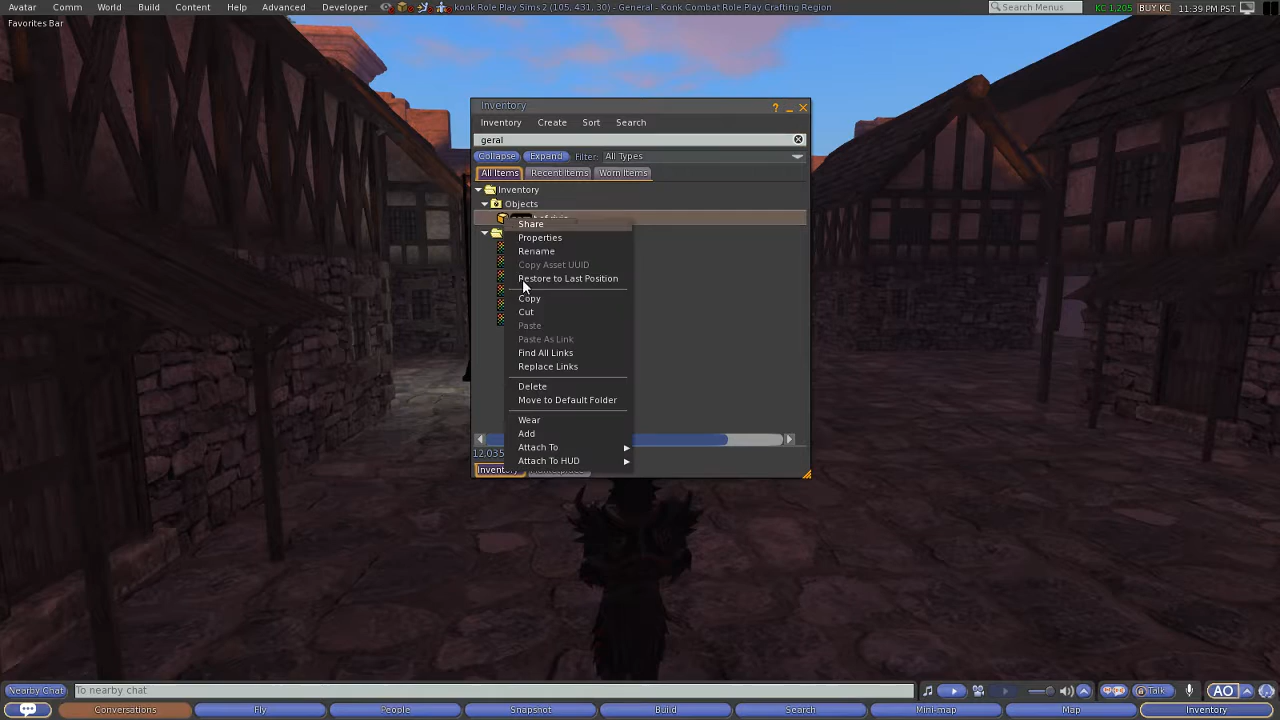 Avatar Comm World Build Content Help Advanced Developer konk Role Play Sims2 (105, 431, 30) - General - Konk Combat Role Play Crafting Region Search Menus KC 1,205 BUY KC 11:39 PM PST
Favorites Bar
Inventory ? _ X
Inventory Create Sort Search
geral
Collapse Expand Filter: All Types
All Items Recent Items Worn Items
Inventory
Objects
Share
Properties
Rename
Copy Asset UUID
Restore to Last Position
Copy
Cut
Paste
Paste As Link
Find All Links
Replace Links
Delete
Move to Default Folder
Wear
Add
Attach To
Attach To HUD
12,035
Inventory
Nearby Chat To nearby chat Talk AO
Conversations Fly People Snapshot Build Search Mini-map Map Inventory